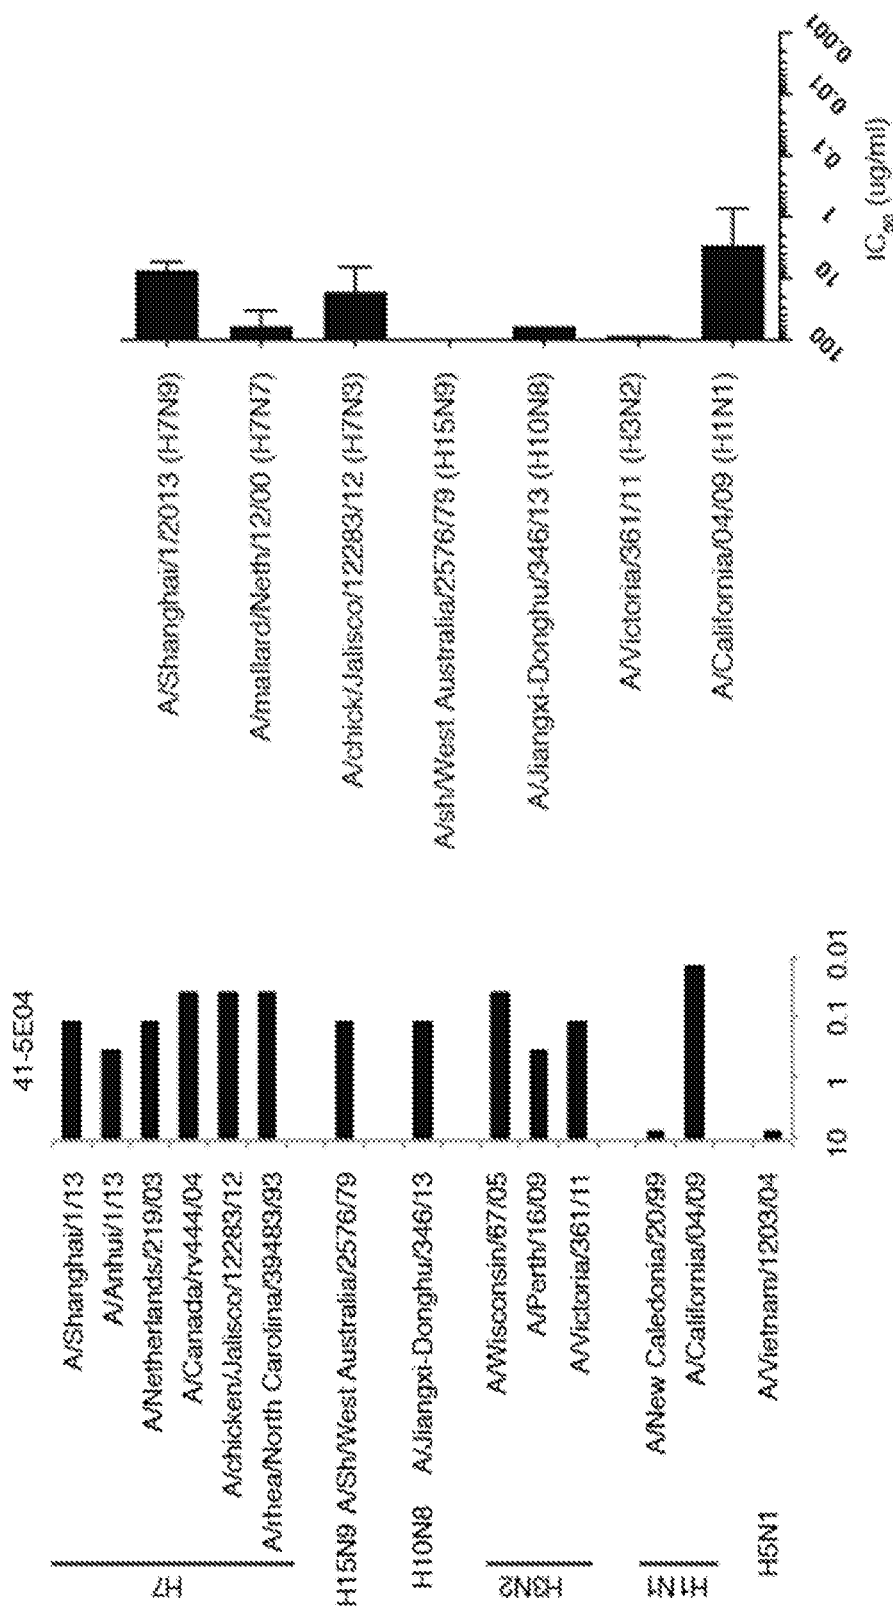 41-5E04
H7
A/Shanghai/1/13
A/Anhui/1/13
A/Netherlands/219/03
A/Canada/rv444/04
A/chicken/Jalisco/12283/12
A/rhea/North Carolina/39483/93
H15N9 A/Sh/West Australia/2576/79
H10N8 A/Jiangxi-Donghu/346/13
H3N2
A/Wisconsin/67/05
A/Perth/16/09
A/Victoria/361/11
H1N1
A/New Caledonia/20/99
A/California/04/09
H5N1 A/Vietnam/1203/04
10 1 0.1 0.01
A/Shanghai/1/2013 (H7N9)
A/mallard/Neth/12/00 (H7N7)
A/chick/Jalisco/12283/12 (H7N3)
A/sh/West Australia/2576/79 (H15N9)
A/Jiangxi-Donghu/346/13 (H10N8)
A/Victoria/361/11 (H3N2)
A/California/04/09 (H1N1)
100 10 1 0.1 0.01 0.001
IC50 (ug/ml)